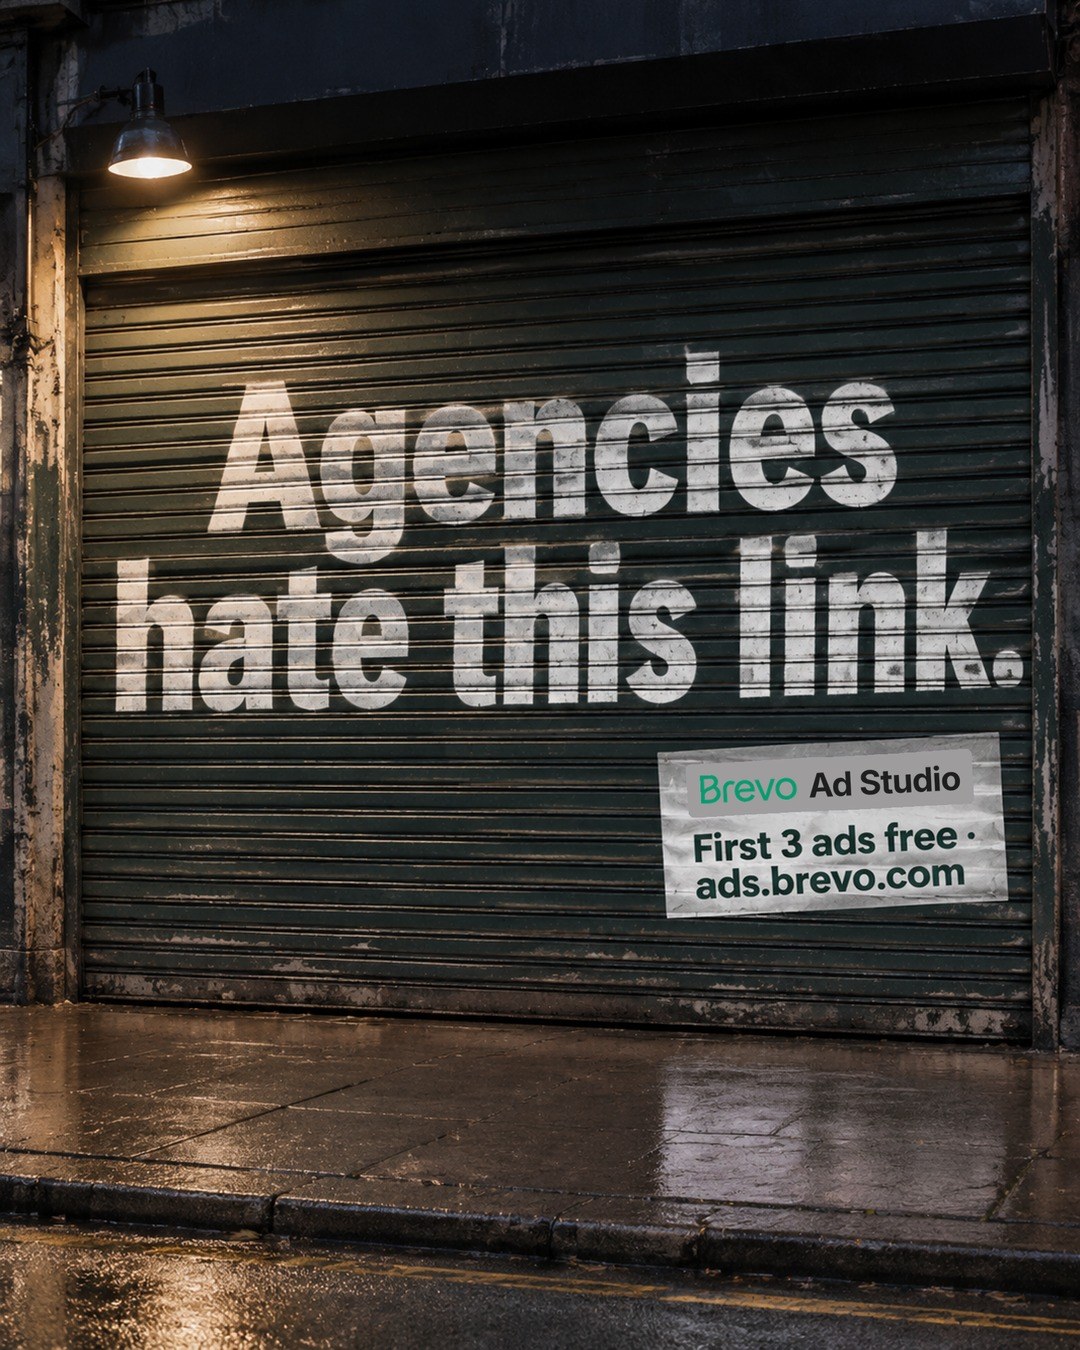 Agencies
hate this link.
Brevo Ad Studio
First 3 ads free ·
ads.brevo.com